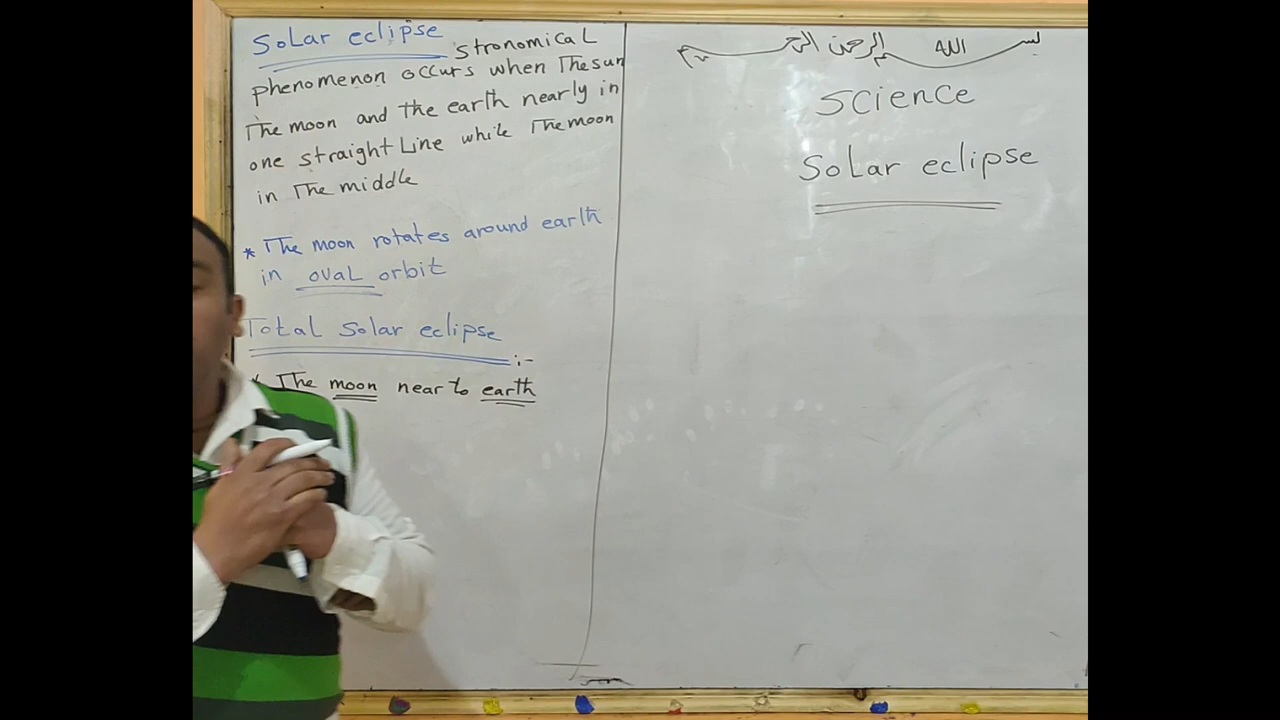 Solar eclipse stronomical
phenomenon occurs when The sun
The moon and the earth nearly in
one straight Line while The moon
in The middle
* The moon rotates around earth
in oval orbit
Total Solar eclipse :-
* The moon near to earth
بسم الله الرحمن الرحيم
Science
Solar eclipse